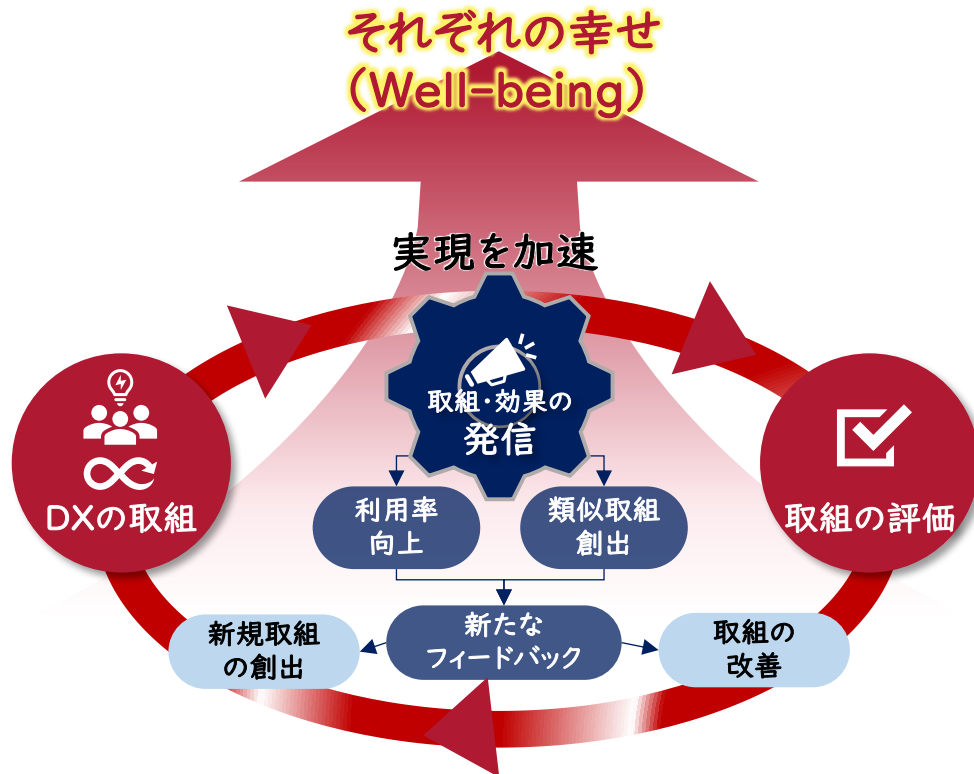 それぞれの幸せ
(Well-being)
実現を加速
取組・効果の
発信
DXの取組
取組の評価
利用率
向上
類似取組
創出
新たな
フィードバック
新規取組
の創出
取組の
改善